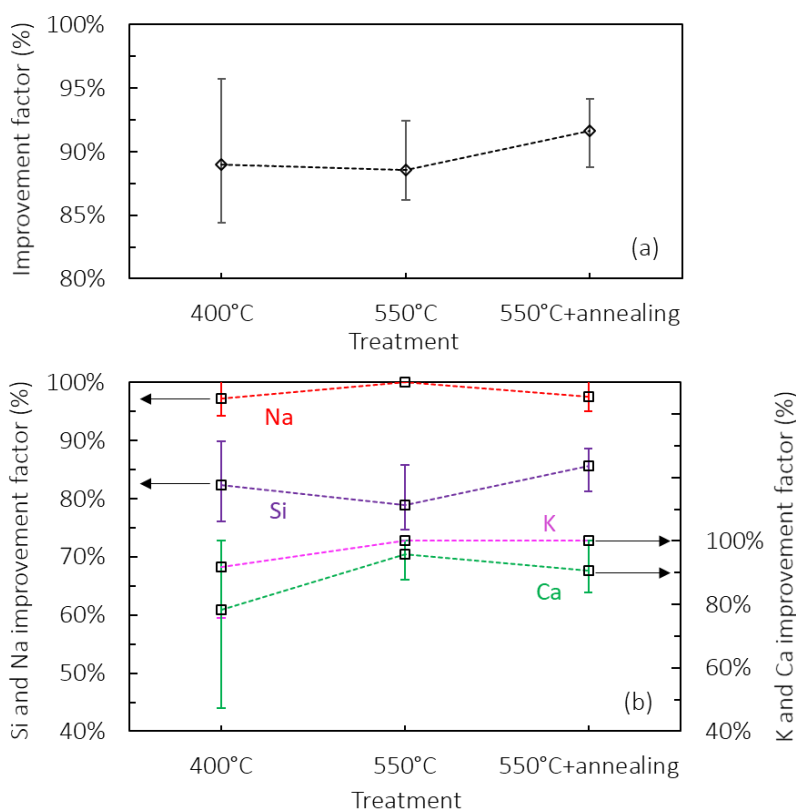 Improvement factor (%)
100%
95%
90%
85%
80%
(a)
400°C
550°C
550°C+annealing
Treatment
Si and Na improvement factor (%)
100%
90%
80%
70%
60%
50%
40%
Na
Si
K
Ca
(b)
100%
80%
60%
40%
K and Ca improvement factor (%)
400°C
550°C
550°C+annealing
Treatment